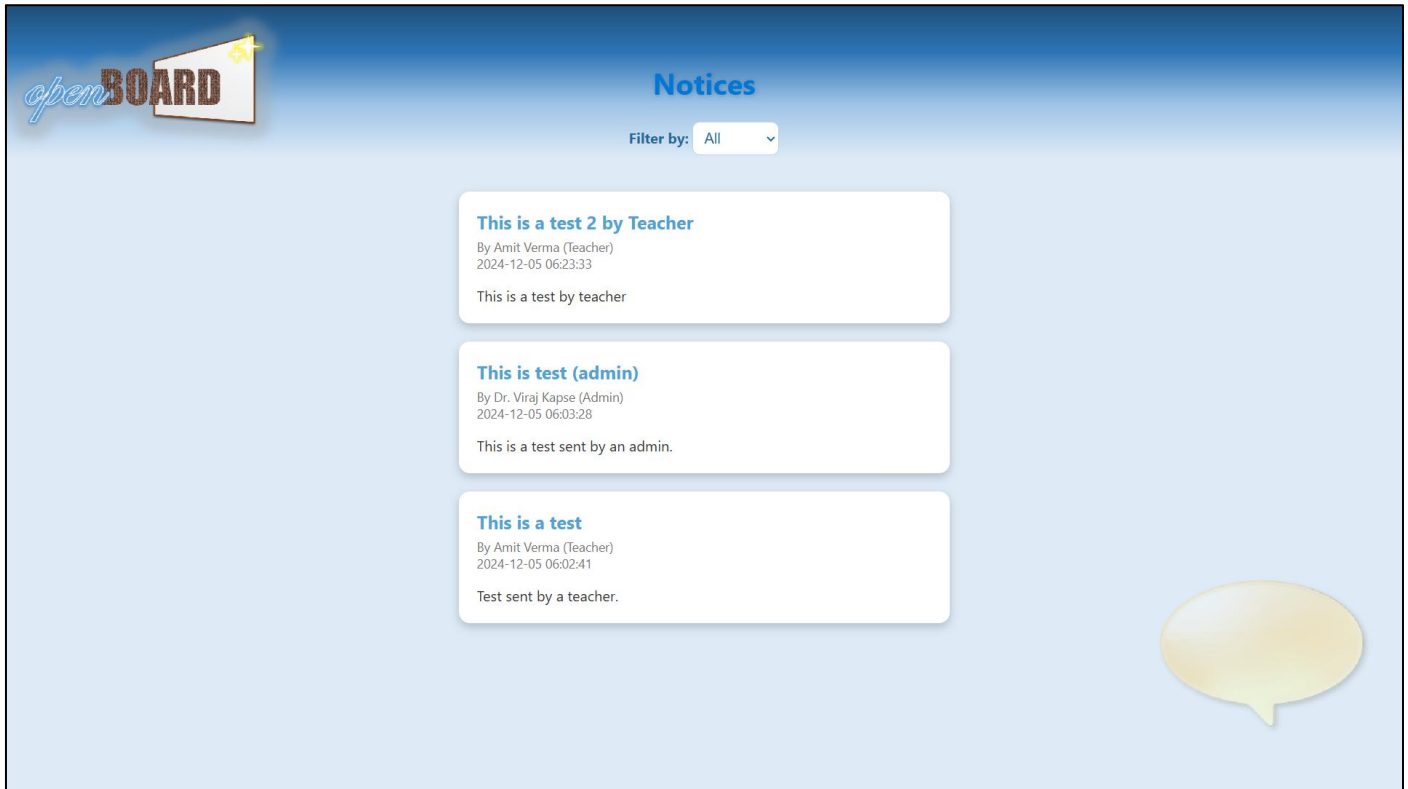 openBOARD
Notices
Filter by: All
This is a test 2 by Teacher
By Amit Verma (Teacher)
2024-12-05 06:23:33
This is a test by teacher
This is test (admin)
By Dr. Viraj Kapse (Admin)
2024-12-05 06:03:28
This is a test sent by an admin.
This is a test
By Amit Verma (Teacher)
2024-12-05 06:02:41
Test sent by a teacher.